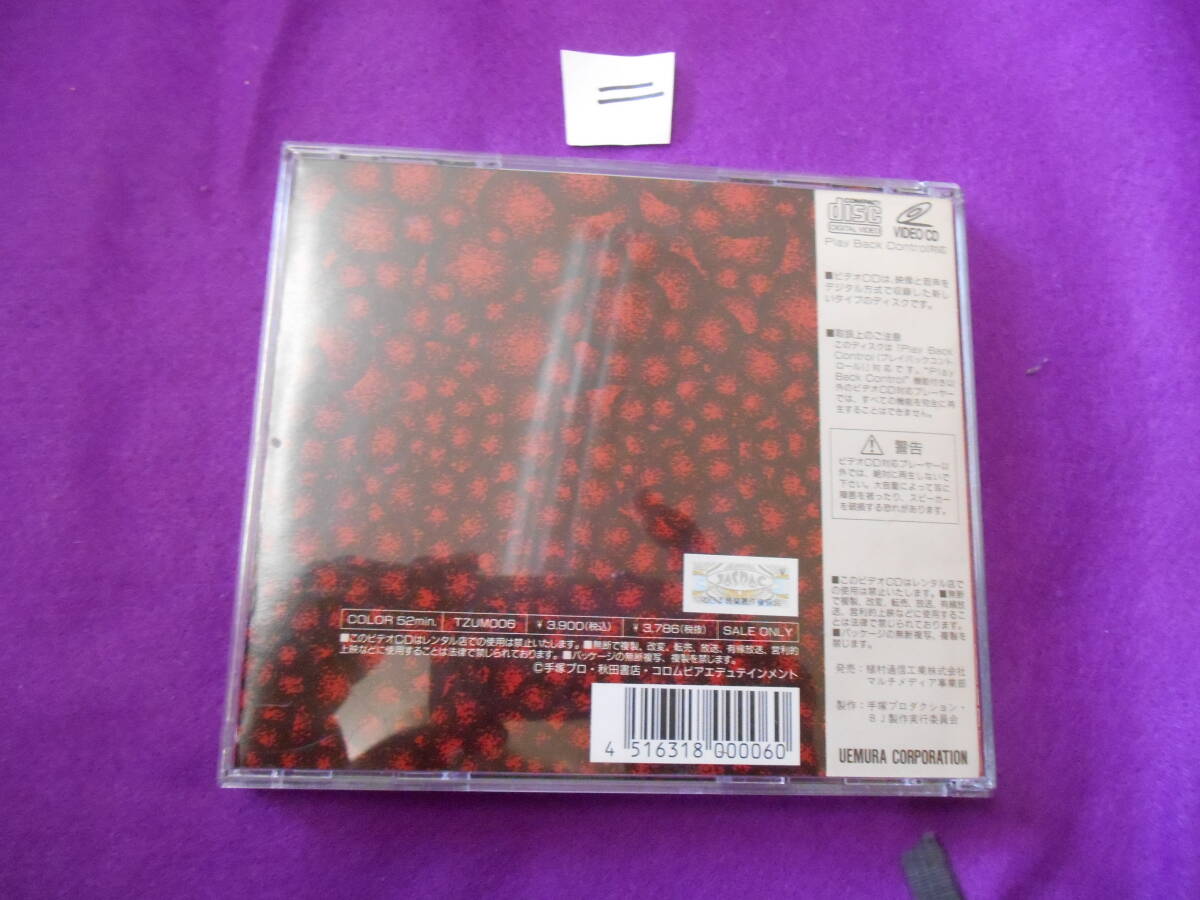 二
COMPACT
disc
DIGITAL VIDEO
VIDEO CD
Play Back Control対応
■ビデオCDは、映像と音声を
デジタル方式で収録した新し
いタイプのディスクです。
■取扱上のご注意
このディスクは「Play Back
Control(プレイバックコント
ロール)」対応です。"Play
Back Control" 機能付き以
外のビデオCD対応プレーヤー
では、すべての機能を完全に再
生することはできません。
警告
ビデオCD対応プレーヤー以
外では、絶対に再生しないで
下さい。大音量によって耳に
障害を被ったり、スピーカー
を破損する恐れがあります。
■このビデオCDはレンタル店で
の使用は禁止いたします。■無断
で複製、改変、転売、放送、有線放
送、営利的上映などに使用するこ
とは法律で禁じられております。
■パッケージの無断複写、複製を
禁じます。
発売:植村通信工業株式会社
マルチメディア事業部
製作:手塚プロダクション・
BJ製作実行委員会
UEMURA CORPORATION
JASRAC
COLOR 52min. TZUM006 ¥3,900(税込) ¥3,786(税抜) SALE ONLY
■このビデオCDはレンタル店での使用は禁止いたします。■無断で複製、改変、転売、放送、有線放送、営利的
上映などに使用することは法律で禁じられております。■パッケージの無断複写、複製を禁じます。
©手塚プロ・秋田書店・コロムビアエデュテインメント
4 516318 000060